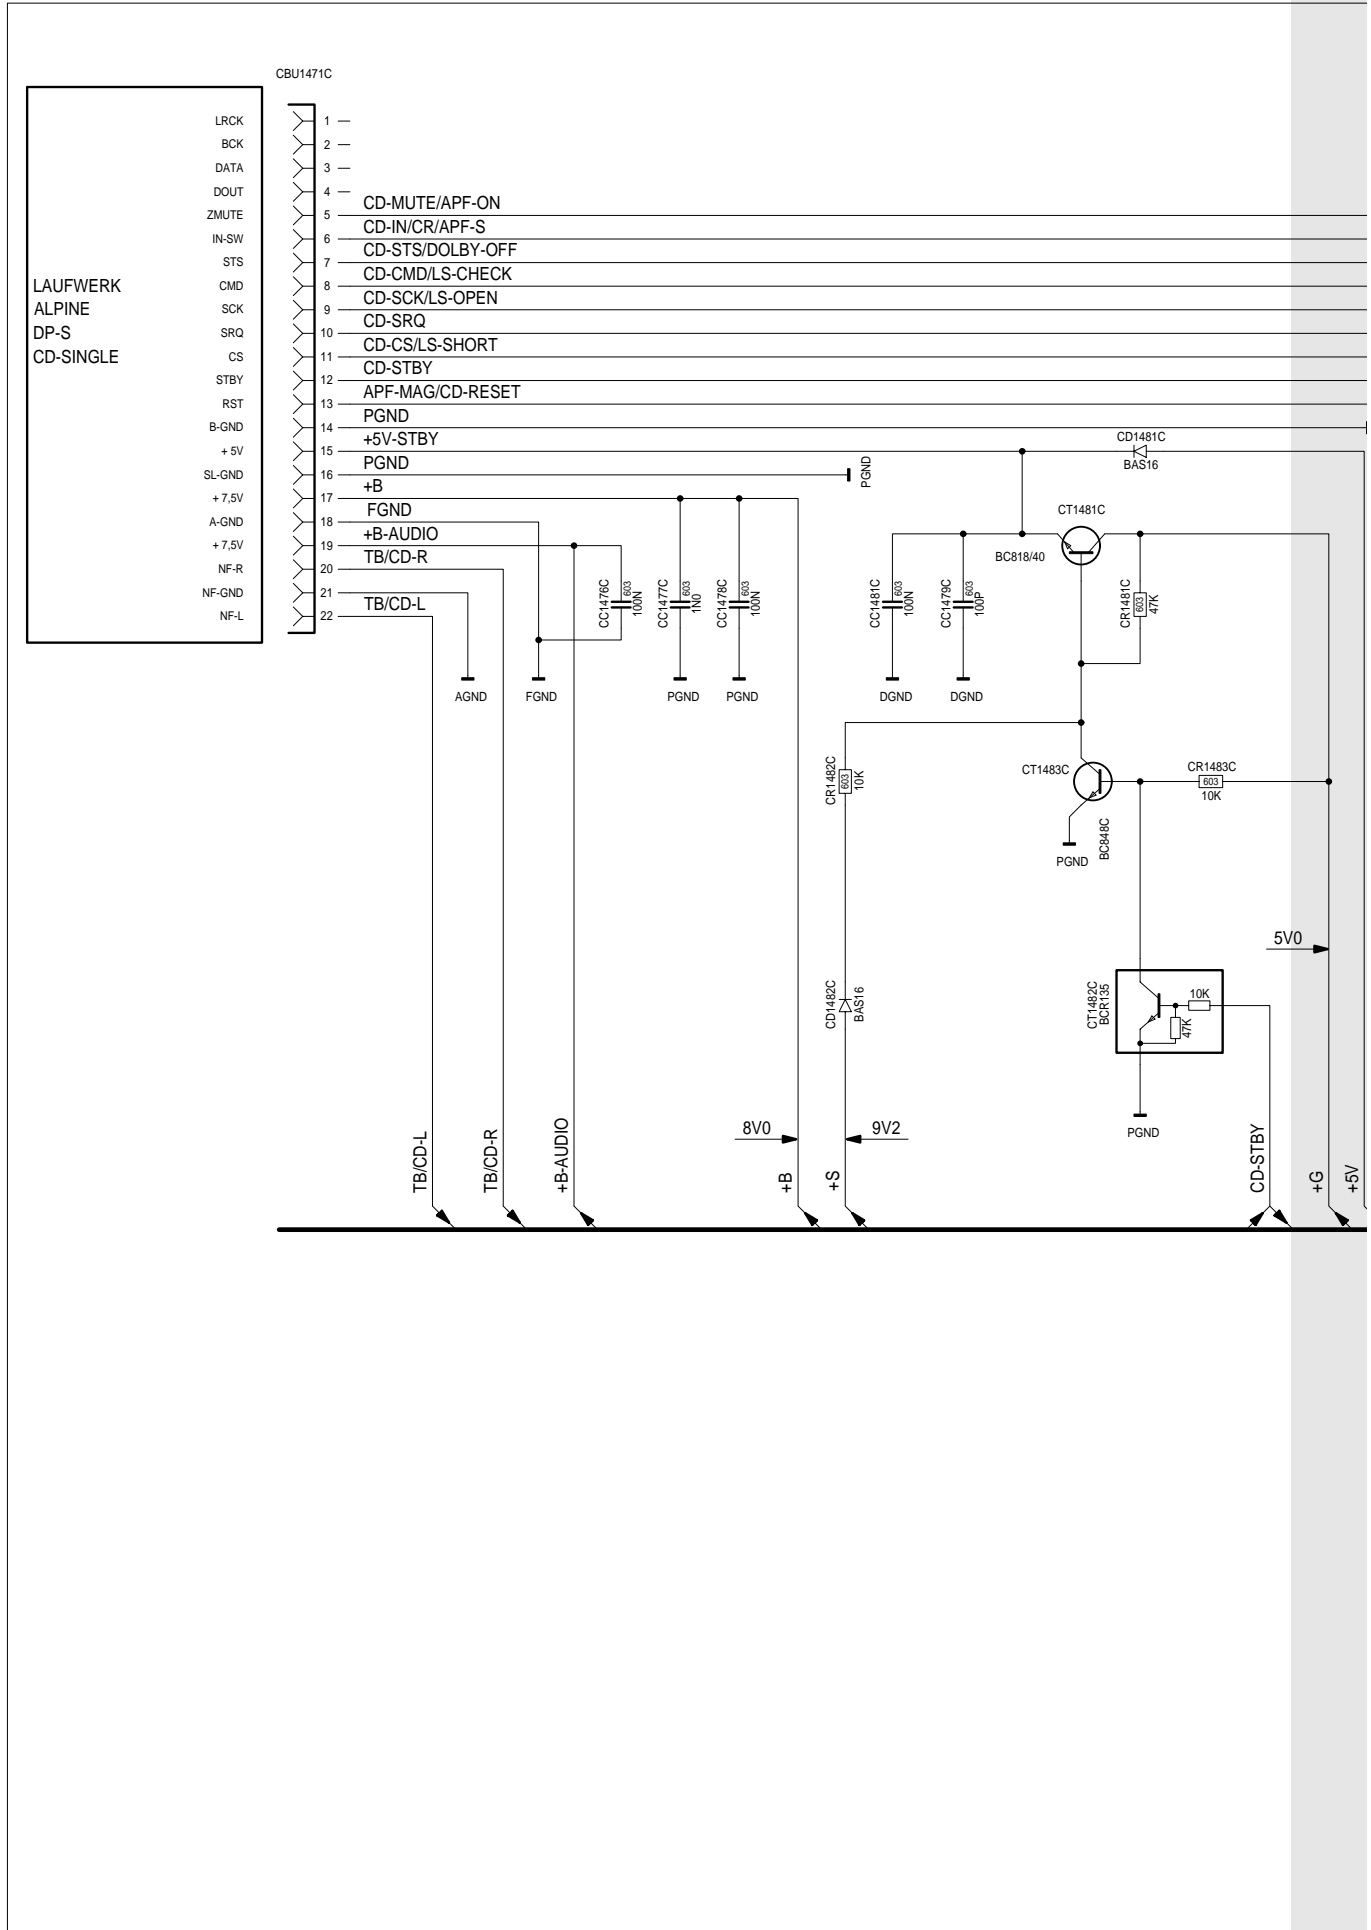 CBU1471C
LAUFWERK
ALPINE
DP-S
CD-SINGLE
LRCK 1
BCK 2
DATA 3
DOUT 4
ZMUTE 5 CD-MUTE/APF-ON
IN-SW 6 CD-IN/CR/APF-S
STS 7 CD-STS/DOLBY-OFF
CMD 8 CD-CMD/LS-CHECK
SCK 9 CD-SCK/LS-OPEN
SRQ 10 CD-SRQ
CS 11 CD-CS/LS-SHORT
STBY 12 CD-STBY
RST 13 APF-MAG/CD-RESET
B-GND 14 PGND
+ 5V 15 +5V-STBY
SL-GND 16 PGND
+ 7,5V 17 +B
A-GND 18 FGND
+ 7,5V 19 +B-AUDIO
NF-R 20 TB/CD-R
NF-GND 21
NF-L 22 TB/CD-L
PGND
CD1481C
BAS16
CT1481C
BC818/40
CC1476C
603
100N
CC1477C
603
1N0
CC1478C
603
100N
CC1481C
603
100N
CC1479C
603
100P
CR1481C
603
47K
AGND
FGND
PGND
PGND
DGND
DGND
CR1482C
603
10K
CT1483C
BC848C
PGND
CR1483C
603
10K
5V0
CD1482C
BAS16
CT1482C
BCR135
10K
47K
PGND
8V0
9V2
TB/CD-L
TB/CD-R
+B-AUDIO
+B
+S
CD-STBY
+G
+5V